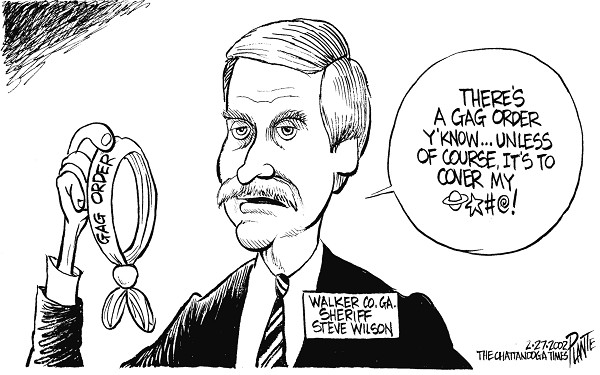 THERE'S
A GAG ORDER
Y'KNOW... UNLESS
OF COURSE, IT'S TO
COVER MY
#@!
GAG ORDER
WALKER CO. GA.
SHERIFF
STEVE WILSON
2-27-2002
THE CHATTANOOGA TIMES PLANTE